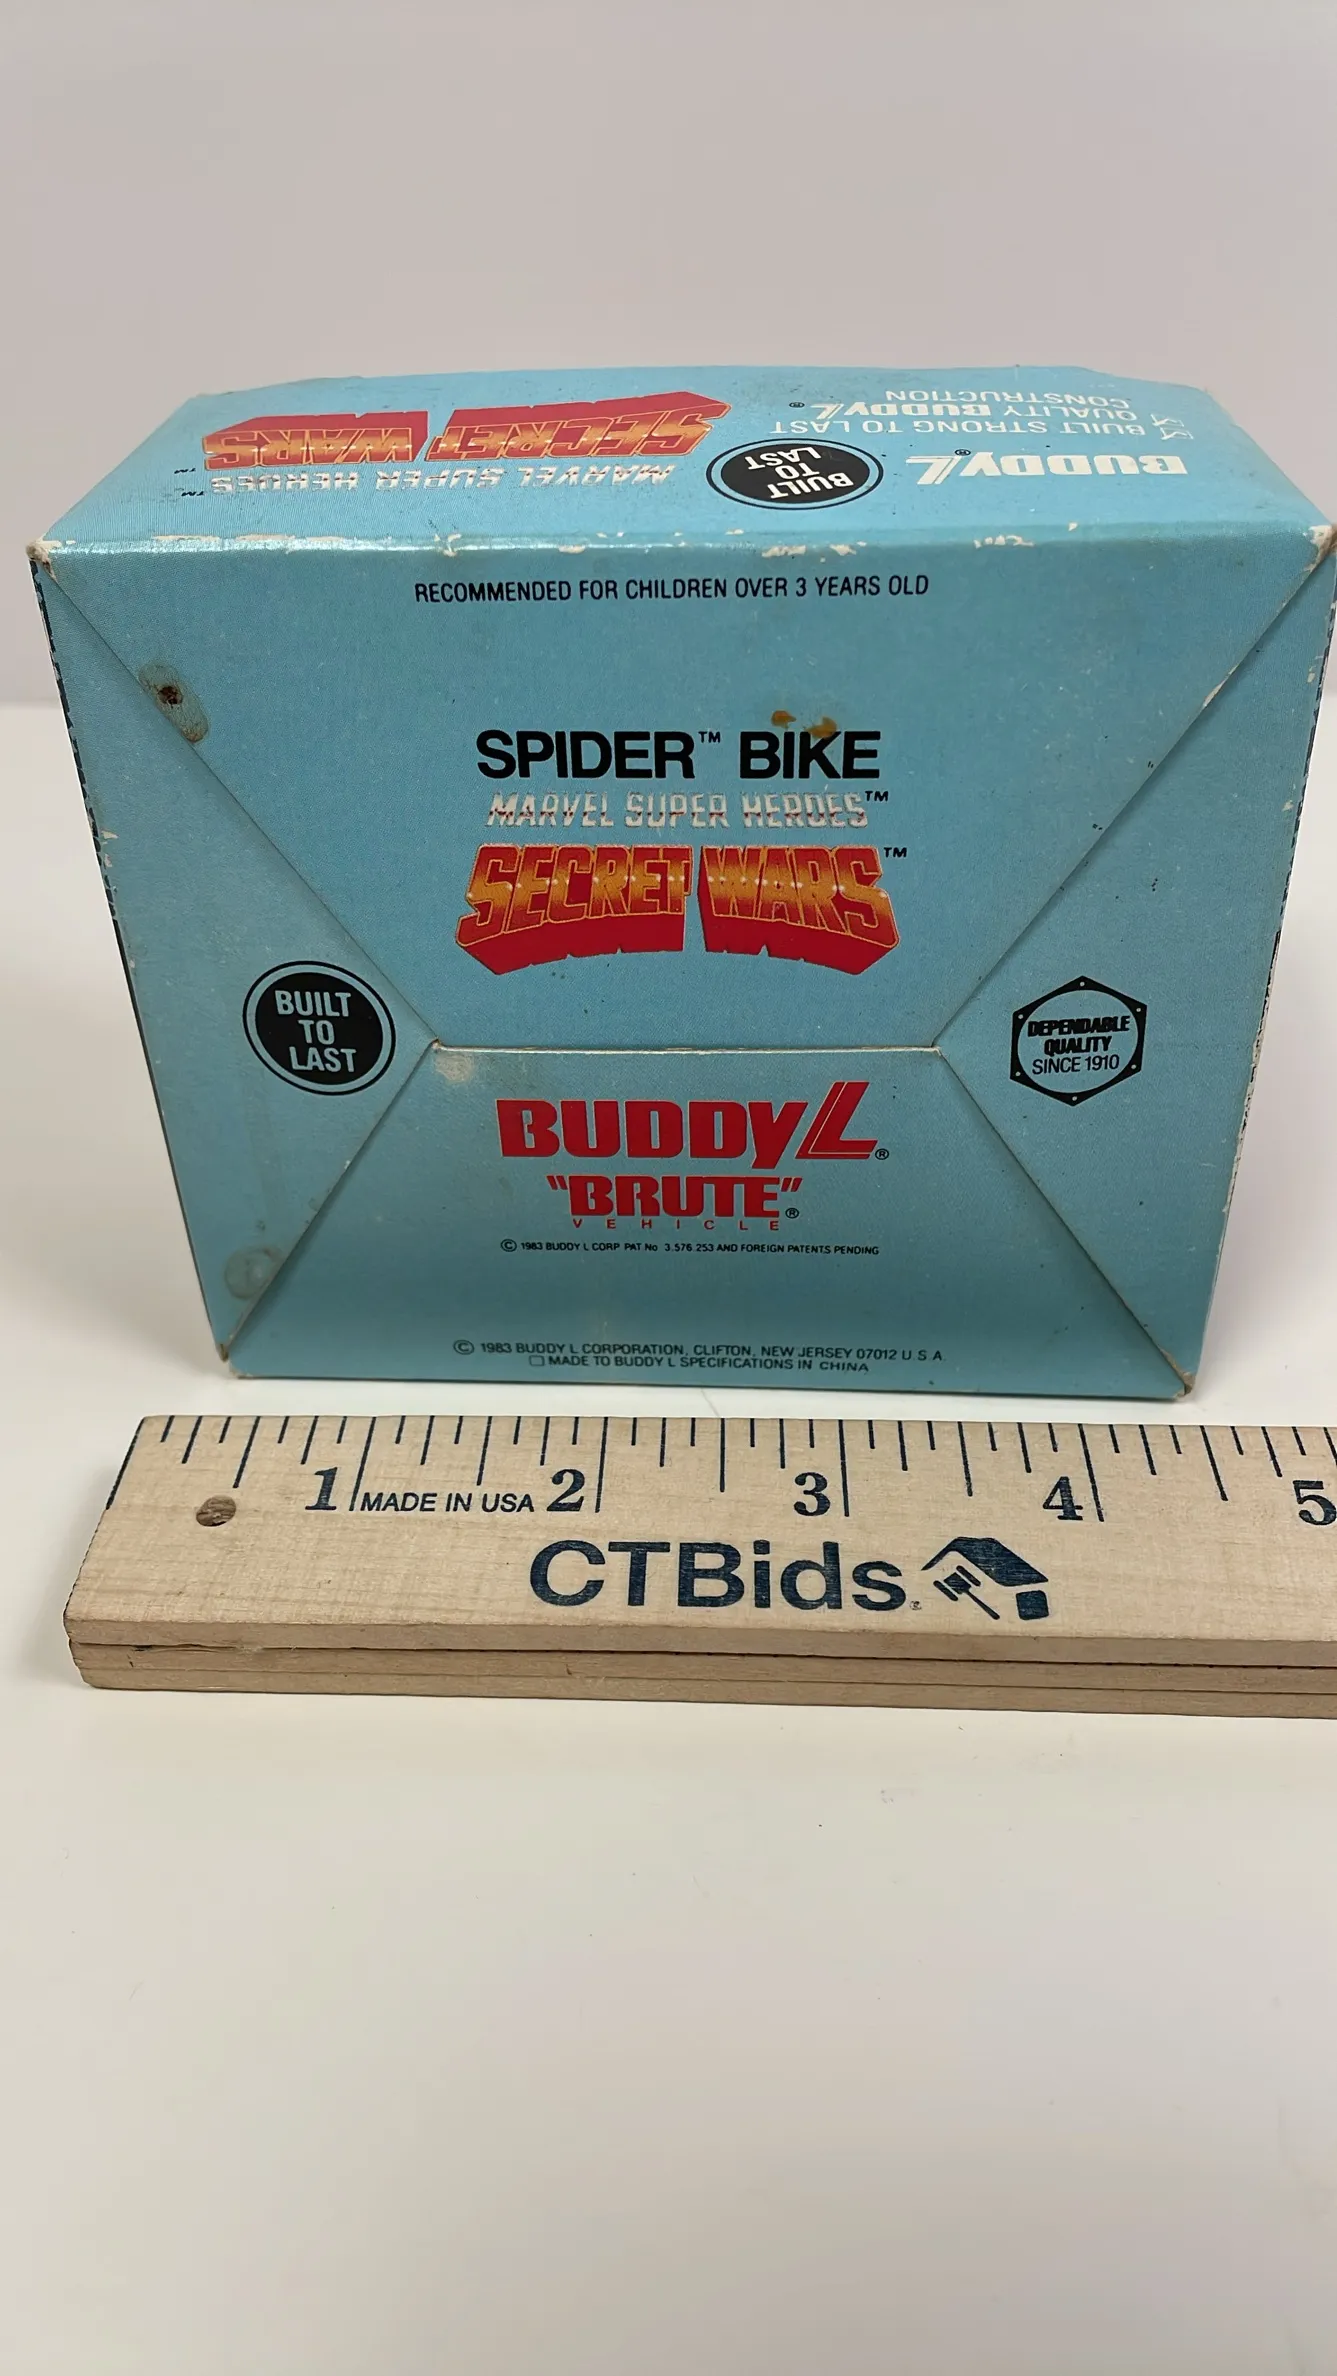 BUDDY L®
☆ BUILT STRONG TO LAST
☆ QUALITY BUDDY L®
CONSTRUCTION
BUILT
TO
LAST
MARVEL SUPER HEROES™
SECRET WARS™
RECOMMENDED FOR CHILDREN OVER 3 YEARS OLD
SPIDER™ BIKE
MARVEL SUPER HEROES™
SECRET WARS™
BUILT
TO
LAST
DEPENDABLE
QUALITY
SINCE 1910
BUDDY L®
"BRUTE"®
VEHICLE
© 1983 BUDDY L CORP PAT No 3.576 253 AND FOREIGN PATENTS PENDING
© 1983 BUDDY L CORPORATION, CLIFTON, NEW JERSEY 07012 U.S.A.
□ MADE TO BUDDY L SPECIFICATIONS IN CHINA
1 MADE IN USA 2 3 4 5
CTBids